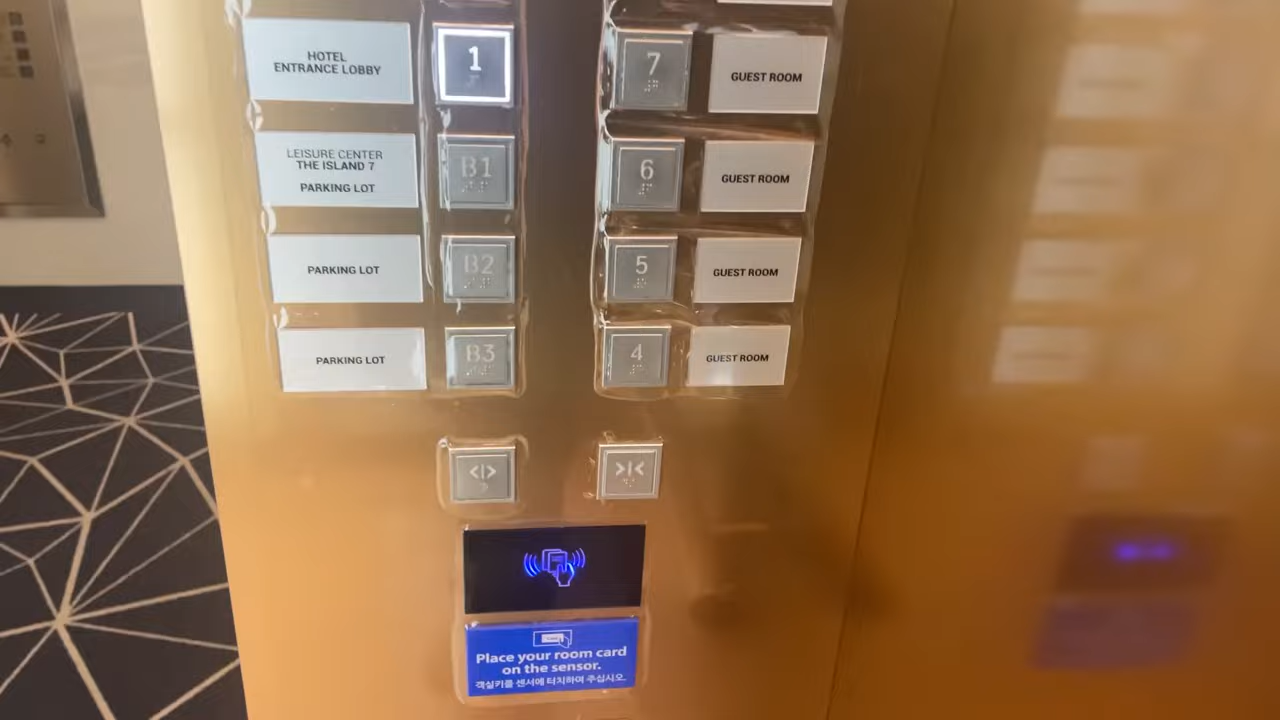 HOTEL
ENTRANCE LOBBY
1
7
GUEST ROOM
LEISURE CENTER
THE ISLAND 7
PARKING LOT
B1
6
GUEST ROOM
PARKING LOT
B2
5
GUEST ROOM
PARKING LOT
B3
4
GUEST ROOM
Place your room card
on the sensor.
객실키를 센서에 터치하여 주십시오.